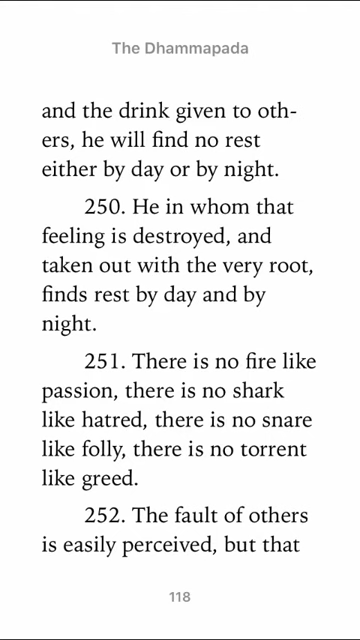 The Dhammapada
and the drink given to oth-
ers, he will find no rest
either by day or by night.
250. He in whom that
feeling is destroyed, and
taken out with the very root,
finds rest by day and by
night.
251. There is no fire like
passion, there is no shark
like hatred, there is no snare
like folly, there is no torrent
like greed.
252. The fault of others
is easily perceived, but that
118